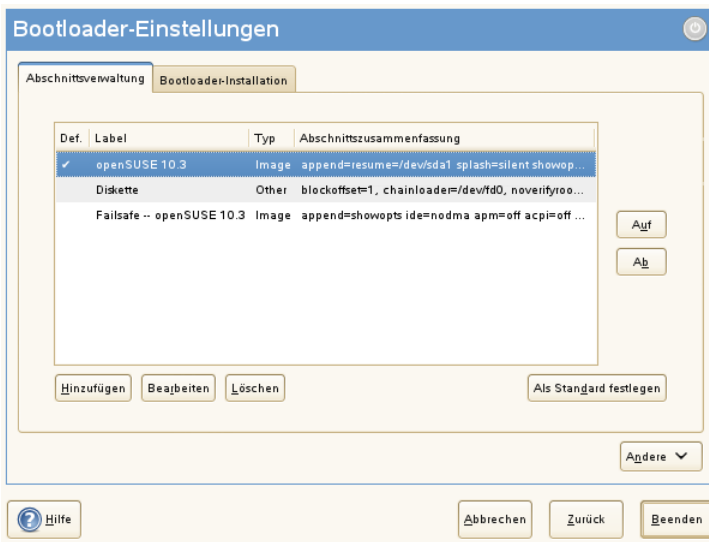 Bootloader-Einstellungen
Abschnittsverwaltung Bootloader-Installation
Def. Label Typ Abschnittszusammenfassung
openSUSE 10.3 Image append=resume=/dev/sda1 splash=silent showop...
Diskette Other blockoffset=1, chainloader=/dev/fd0, noverifyroo...
Failsafe -- openSUSE 10.3 Image append=showopts ide=nodma apm=off acpi=off ...
Auf
Ab
Hinzufügen Bearbeiten Löschen Als Standard festlegen
Andere
Hilfe Abbrechen Zurück Beenden